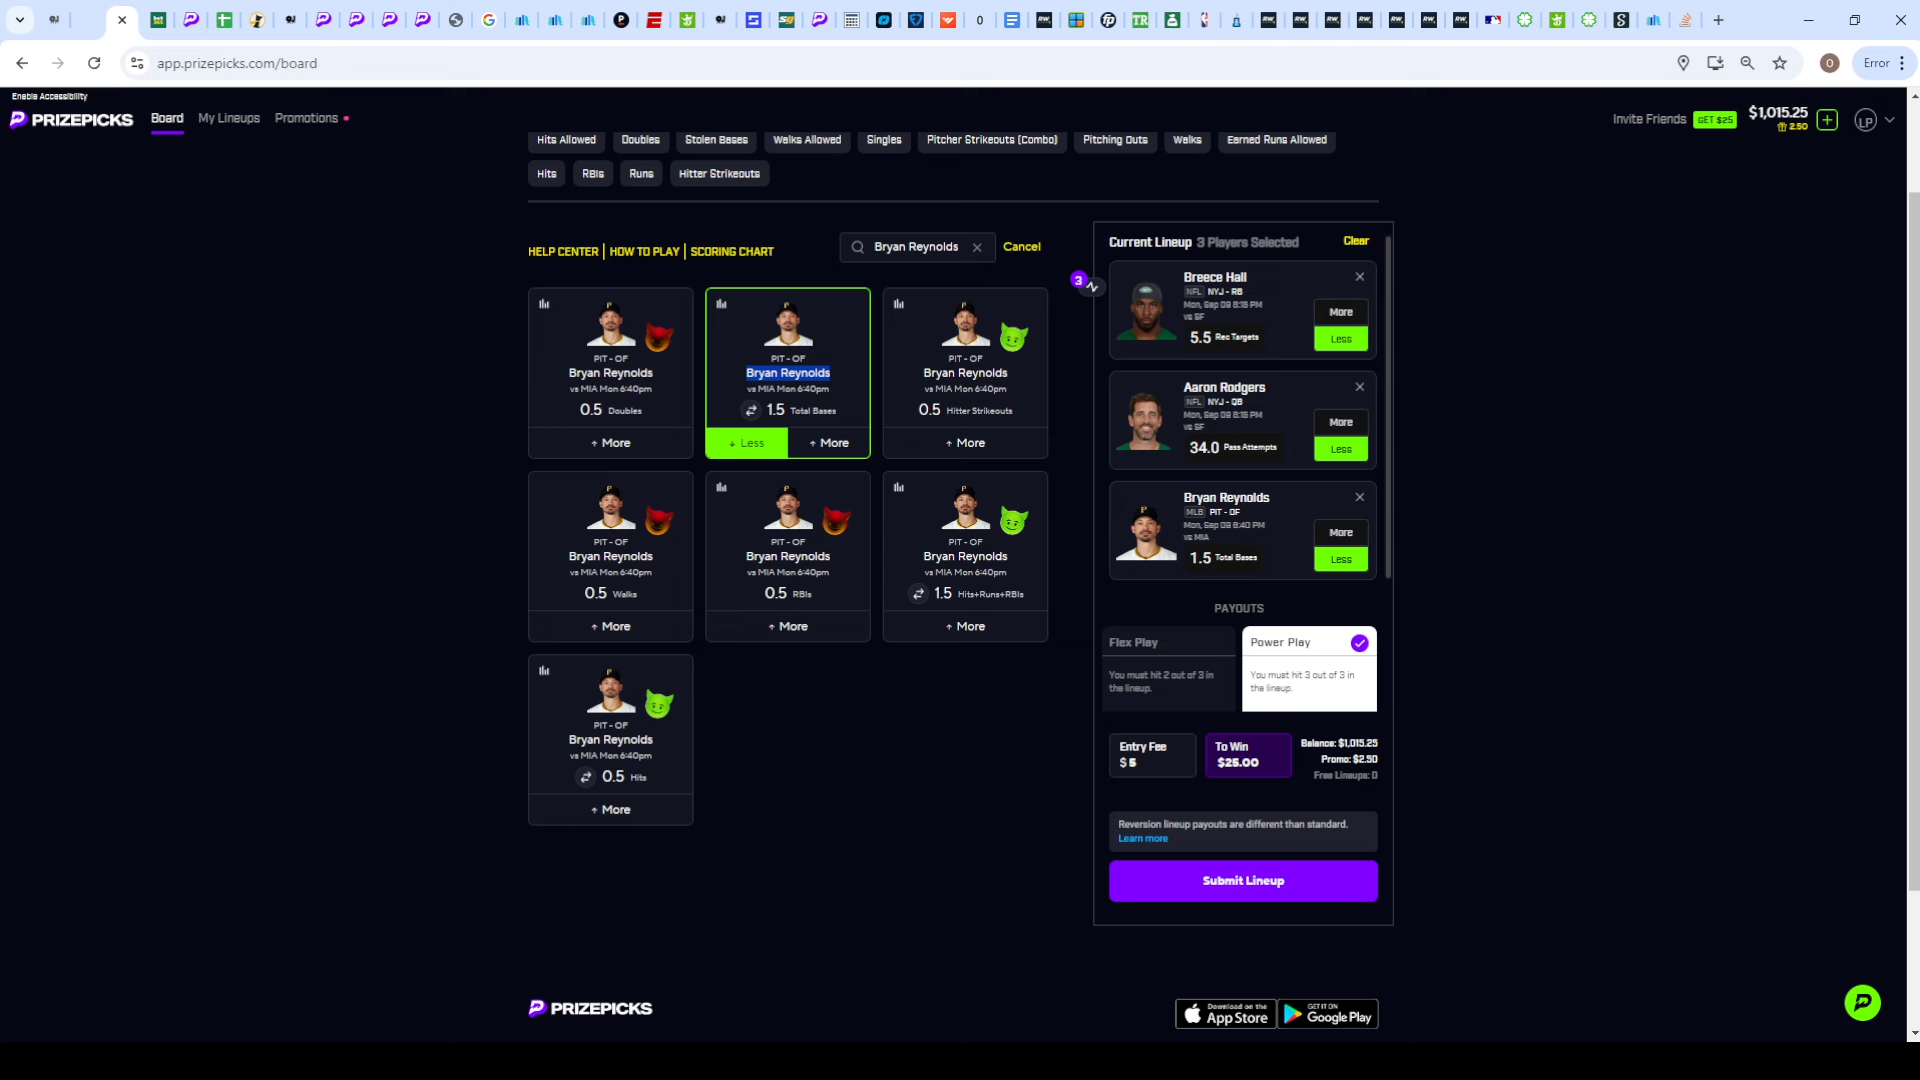 app.prizepicks.com/board
Error
Enable Accessibility
PRIZEPICKS
Board
My Lineups
Promotions
Invite Friends
GET $25
$1,015.25
2.50
LP
Hits Allowed
Doubles
Stolen Bases
Walks Allowed
Singles
Pitcher Strikeouts (Combo)
Pitching Outs
Walks
Earned Runs Allowed
Hits
RBIs
Runs
Hitter Strikeouts
HELP CENTER
HOW TO PLAY
SCORING CHART
Bryan Reynolds
Cancel
PIT - OF
Bryan Reynolds
vs MIA Mon 6:40pm
0.5 Doubles
More
PIT - OF
Bryan Reynolds
vs MIA Mon 6:40pm
1.5 Total Bases
Less
More
PIT - OF
Bryan Reynolds
vs MIA Mon 6:40pm
0.5 Hitter Strikeouts
More
PIT - OF
Bryan Reynolds
vs MIA Mon 6:40pm
0.5 Walks
More
PIT - OF
Bryan Reynolds
vs MIA Mon 6:40pm
0.5 RBIs
More
PIT - OF
Bryan Reynolds
vs MIA Mon 6:40pm
1.5 Hits+Runs+RBIs
More
PIT - OF
Bryan Reynolds
vs MIA Mon 6:40pm
0.5 Hits
More
3
Current Lineup 3 Players Selected
Clear
Breece Hall
NFL NYJ - RB
Mon, Sep 09 8:15 PM
vs SF
5.5 Rec Targets
More
Less
Aaron Rodgers
NFL NYJ - QB
Mon, Sep 09 8:15 PM
vs SF
34.0 Pass Attempts
More
Less
Bryan Reynolds
MLB PIT - OF
Mon, Sep 09 6:40 PM
vs MIA
1.5 Total Bases
More
Less
PAYOUTS
Flex Play
You must hit 2 out of 3 in
the lineup.
Power Play
You must hit 3 out of 3 in
the lineup.
Entry Fee
$ 5
To Win
$25.00
Balance: $1,015.25
Promo: $2.50
Free Lineups: 0
Reversion lineup payouts are different than standard.
Learn more
Submit Lineup
PRIZEPICKS
Download on the
App Store
GET IT ON
Google Play